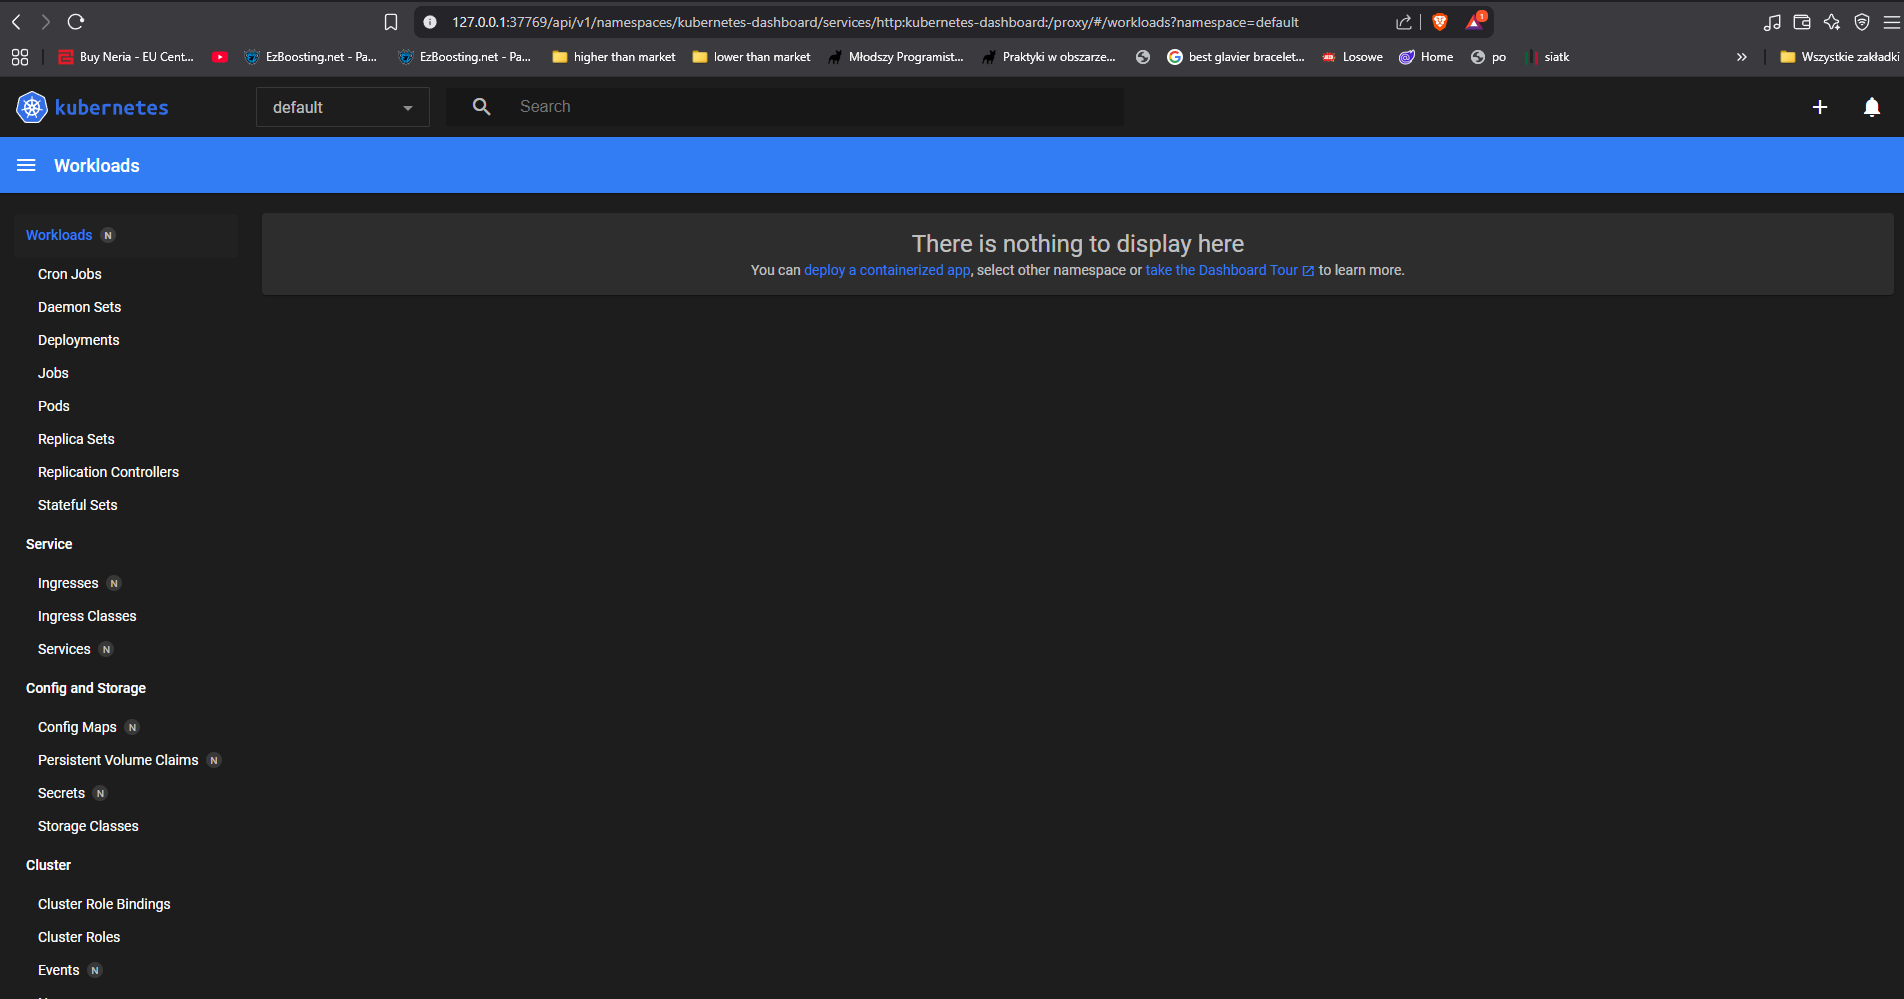 127.0.0.1:37769/api/v1/namespaces/kubernetes-dashboard/services/http:kubernetes-dashboard:/proxy/#/workloads?namespace=default
1
Buy Neria - EU Cent...
EzBoosting.net - Pa...
EzBoosting.net - Pa...
higher than market
lower than market
Młodszy Programist...
Praktyki w obszarze...
best glavier bracelet...
Losowe
Home
po
siatk
»
Wszystkie zakładki
kubernetes
default
Search
Workloads
Workloads N
Cron Jobs
Daemon Sets
Deployments
Jobs
Pods
Replica Sets
Replication Controllers
Stateful Sets
Service
Ingresses N
Ingress Classes
Services N
Config and Storage
Config Maps N
Persistent Volume Claims N
Secrets N
Storage Classes
Cluster
Cluster Role Bindings
Cluster Roles
Events N
There is nothing to display here
You can deploy a containerized app, select other namespace or take the Dashboard Tour to learn more.